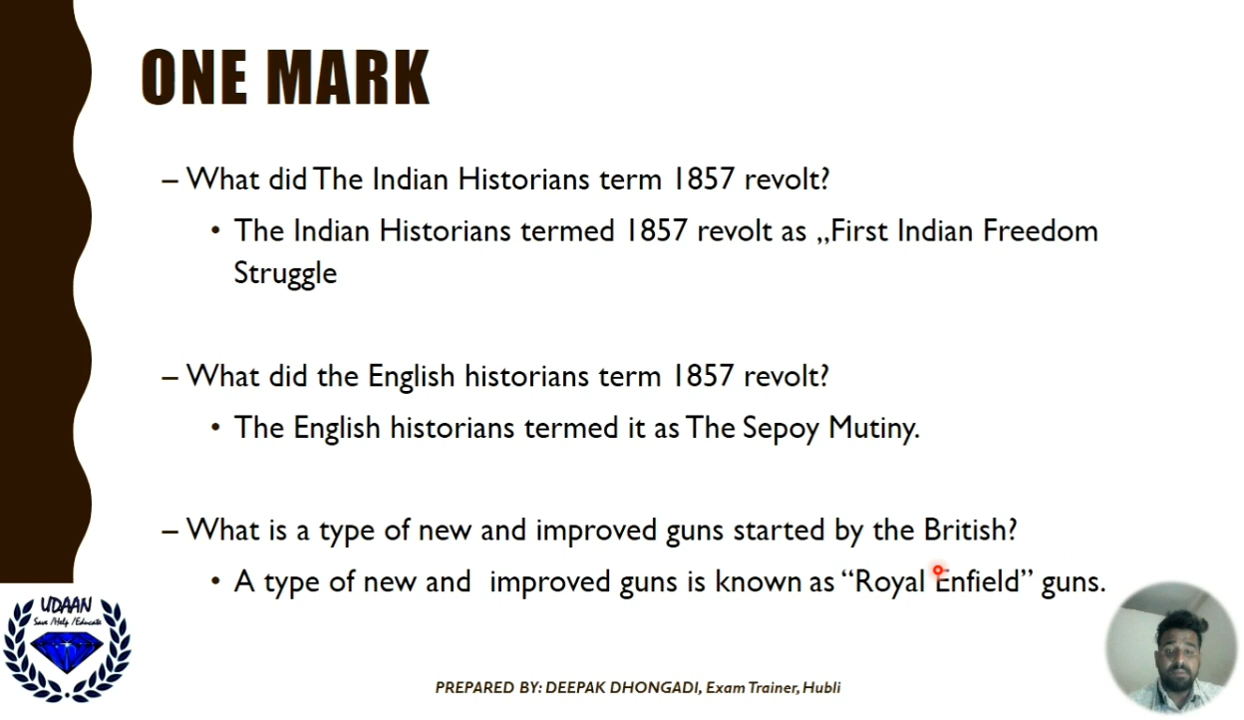 ONE MARK
– What did The Indian Historians term 1857 revolt?
• The Indian Historians termed 1857 revolt as „First Indian Freedom
Struggle
– What did the English historians term 1857 revolt?
• The English historians termed it as The Sepoy Mutiny.
– What is a type of new and improved guns started by the British?
• A type of new and improved guns is known as “Royal Enfield” guns.
UDAAN
Save /Help /Educate
PREPARED BY: DEEPAK DHONGADI, Exam Trainer, Hubli